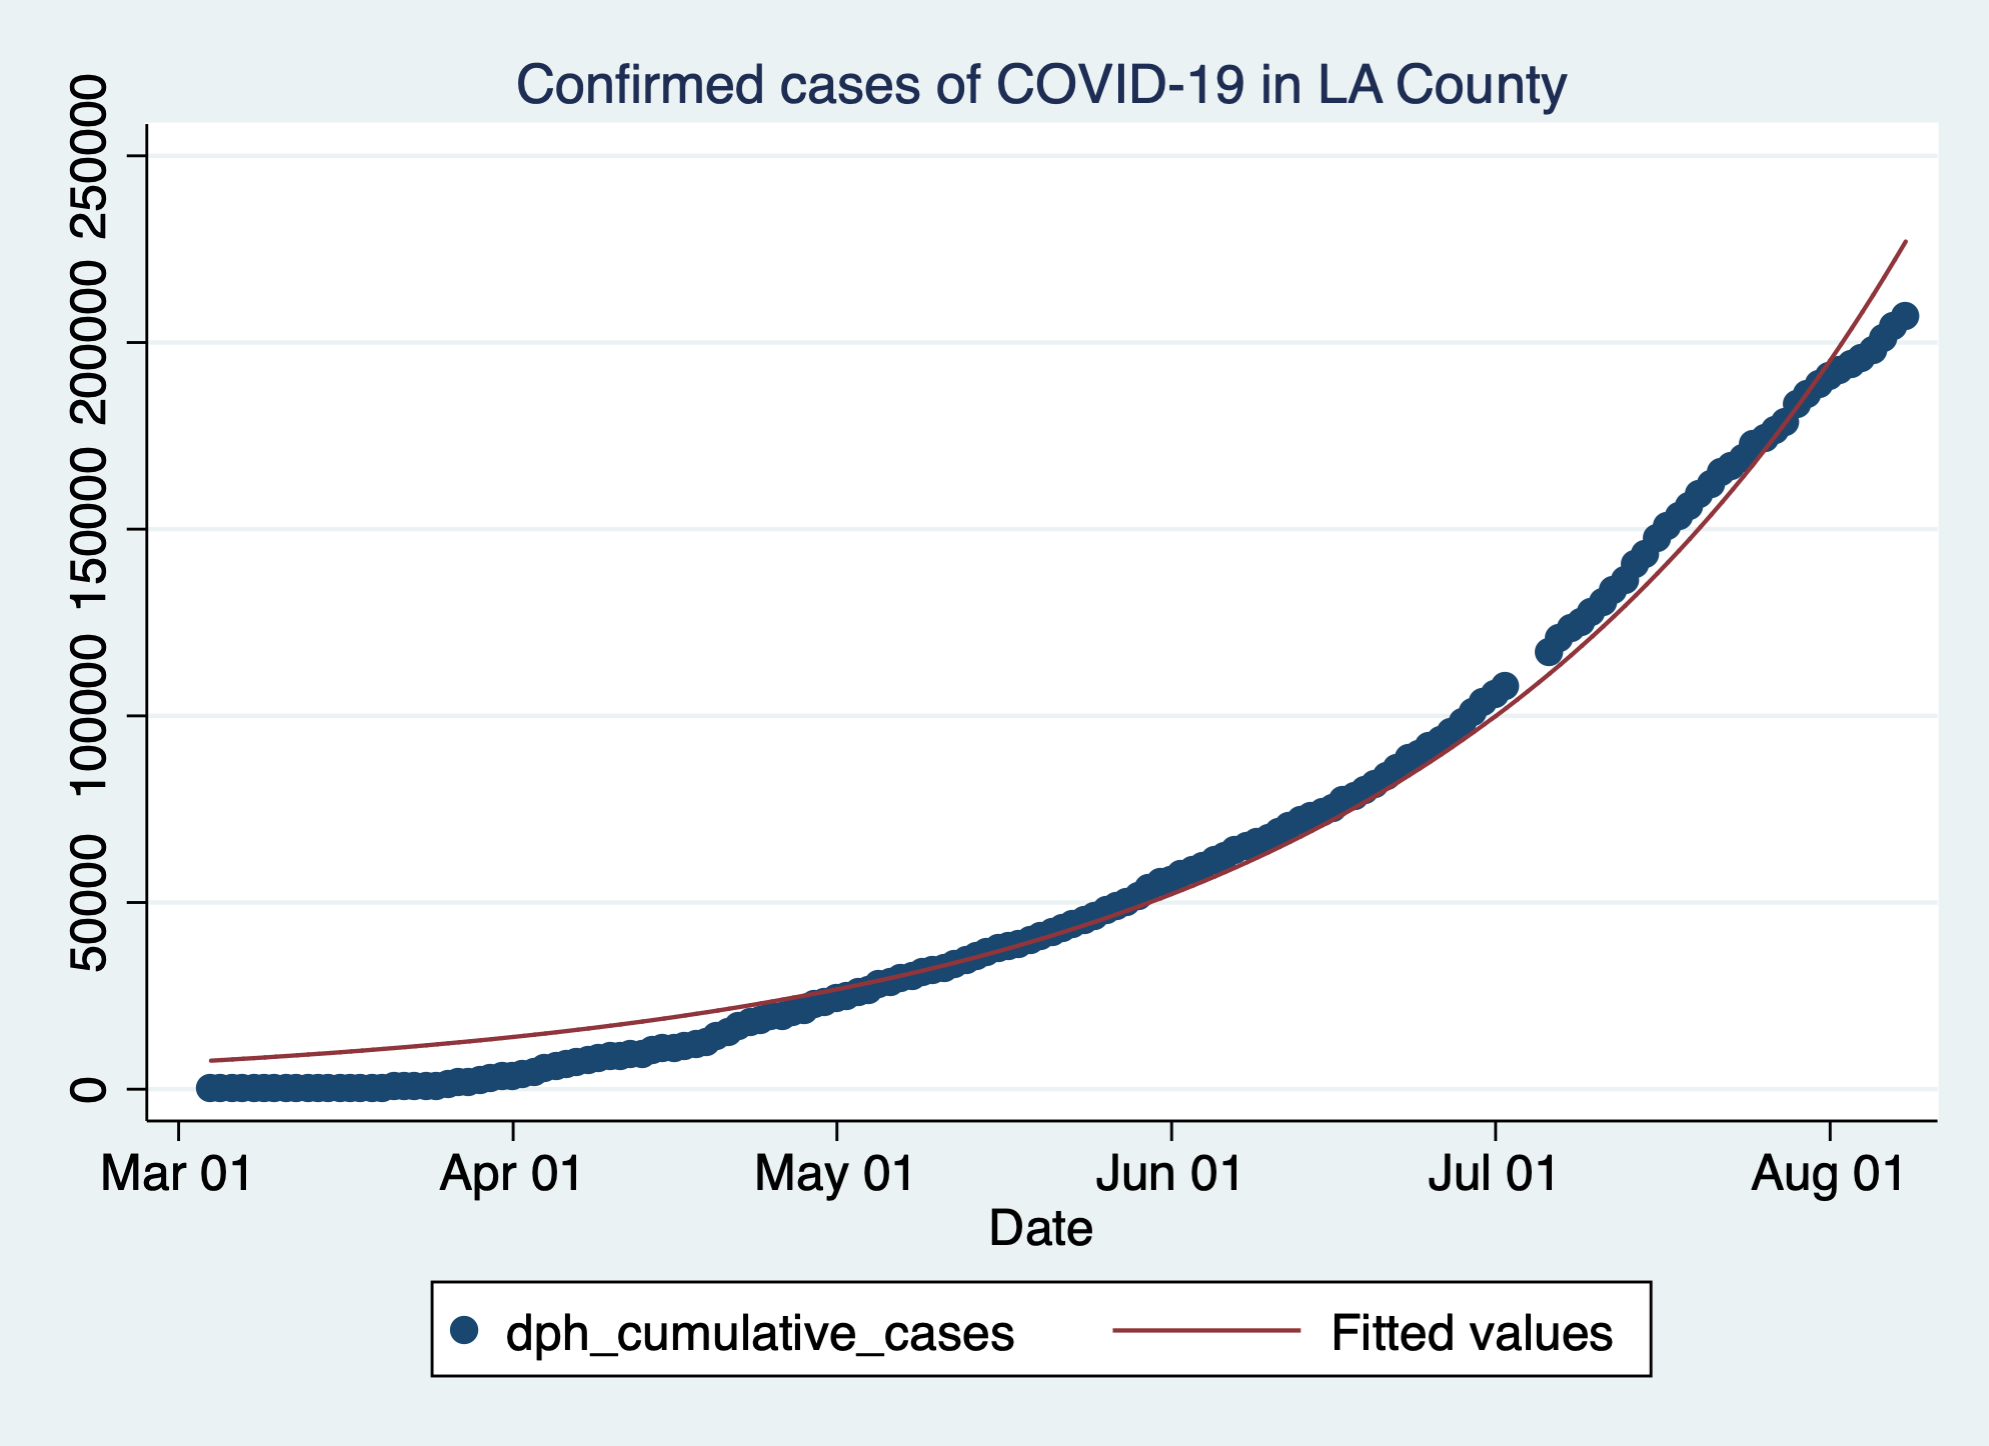 Confirmed cases of COVID-19 in LA County
250000
200000
150000
100000
50000
0
Mar 01 Apr 01 May 01 Jun 01 Jul 01 Aug 01
Date
dph_cumulative_cases Fitted values